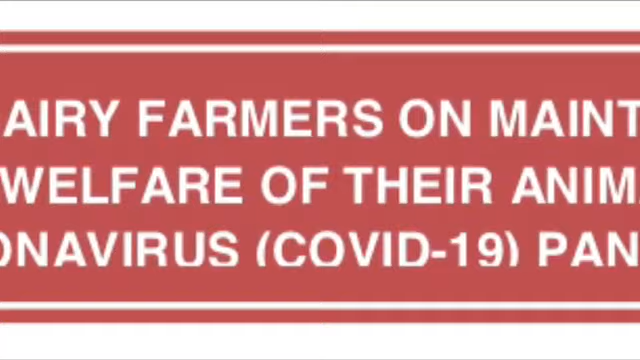 AIRY FARMERS ON MAINT
WELFARE OF THEIR ANIM
ONAVIRUS (COVID-19) PAN